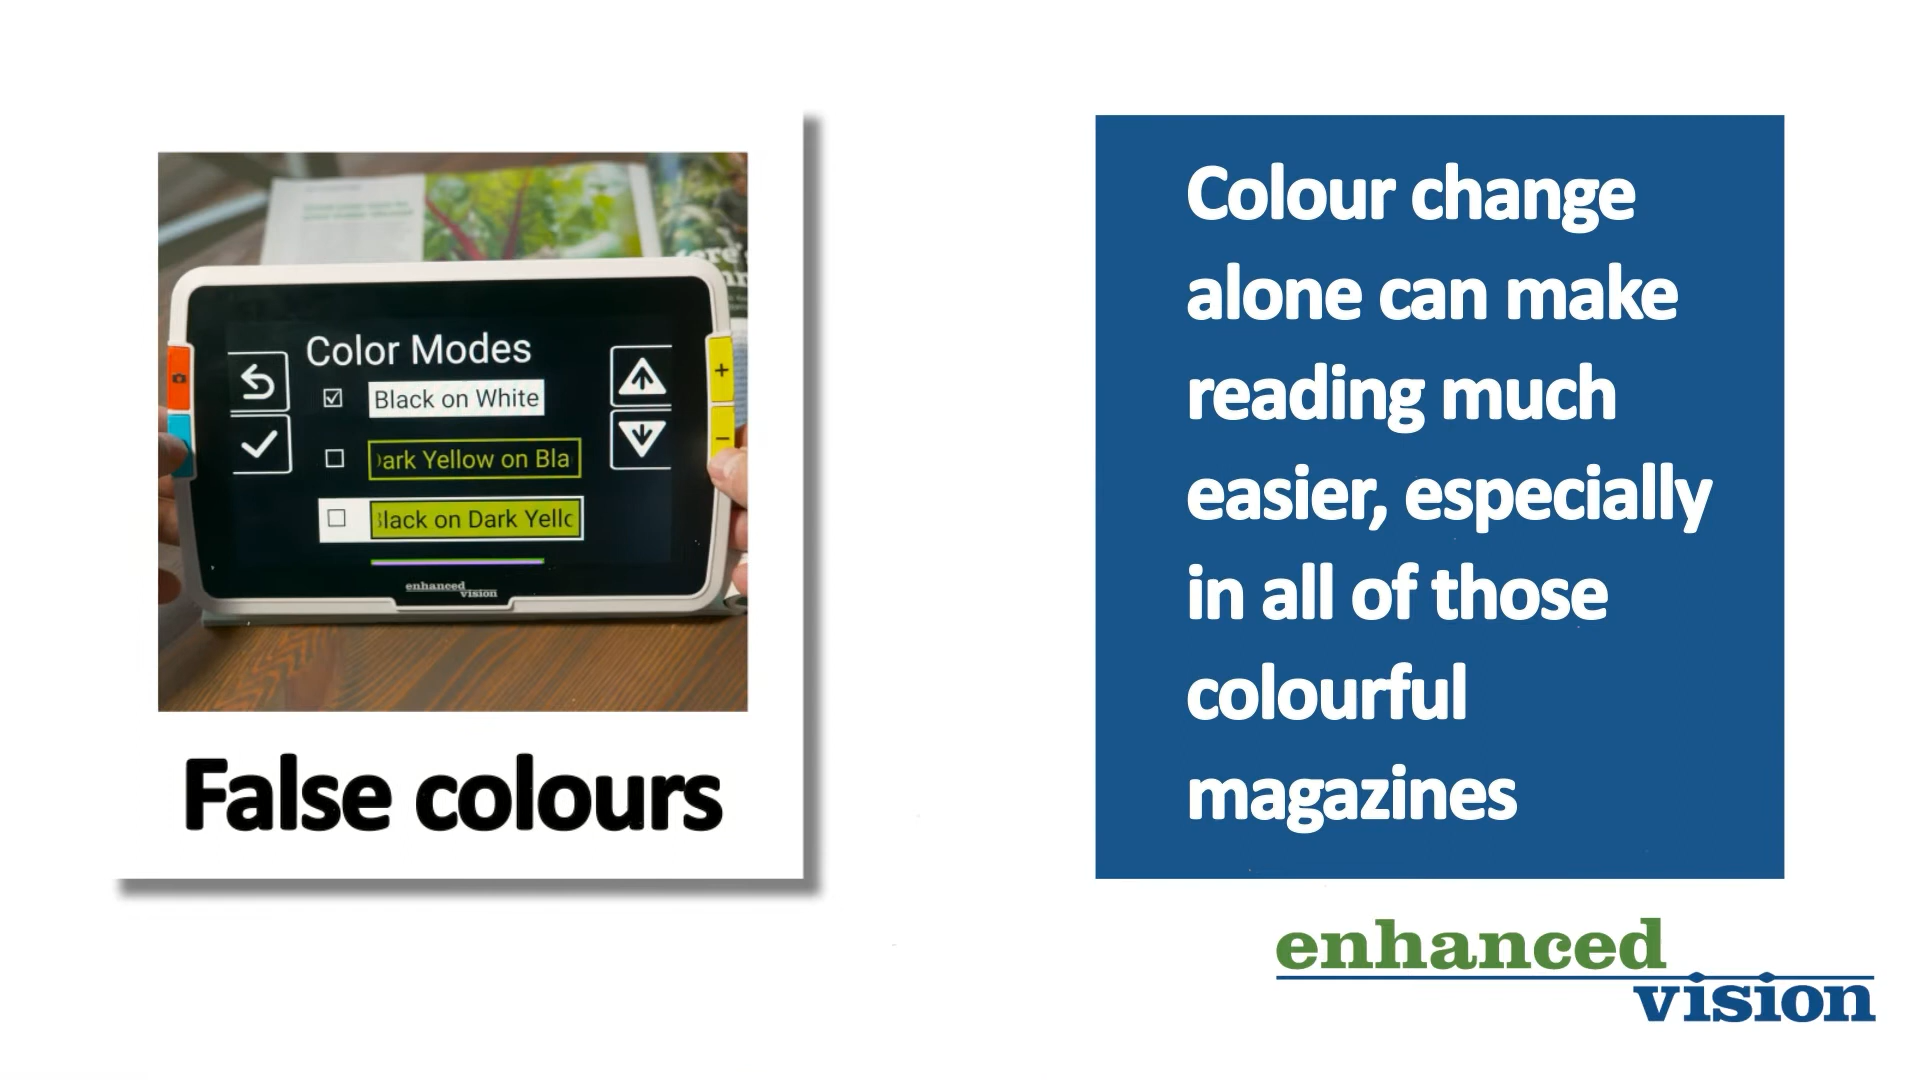 Color Modes
Black on White
ark Yellow on Bla
lack on Dark Yell
enhanced
vision
False colours
Colour change
alone can make
reading much
easier, especially
in all of those
colourful
magazines
enhanced
vision